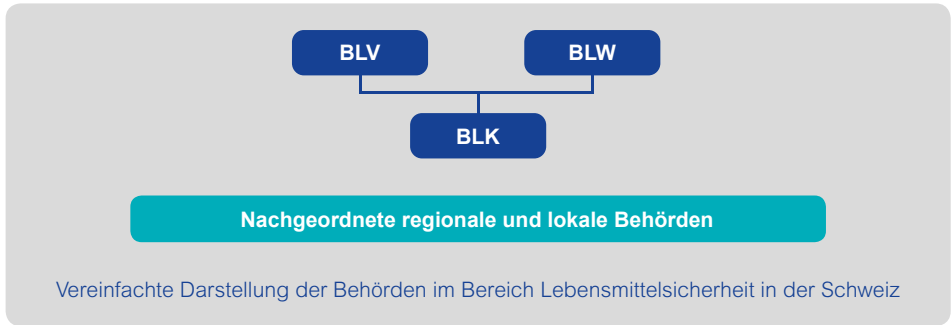 BLV
BLW
BLK
Nachgeordnete regionale und lokale Behörden
Vereinfachte Darstellung der Behörden im Bereich Lebensmittelsicherheit in der Schweiz